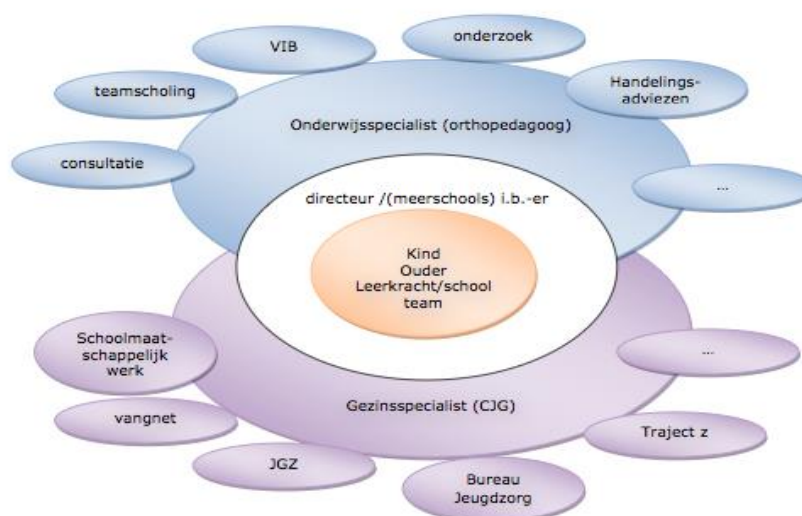 VIB
onderzoek
teamscholing
Handelings-
adviezen
Onderwijsspecialist (orthopedagoog)
consultatie
...
directeur /(meerschools) i.b.-er
Kind
Ouder
Leerkracht/school
team
Schoolmaat-
schappelijk
werk
...
Gezinsspecialist (CJG)
vangnet
Traject z
JGZ
Bureau
Jeugdzorg